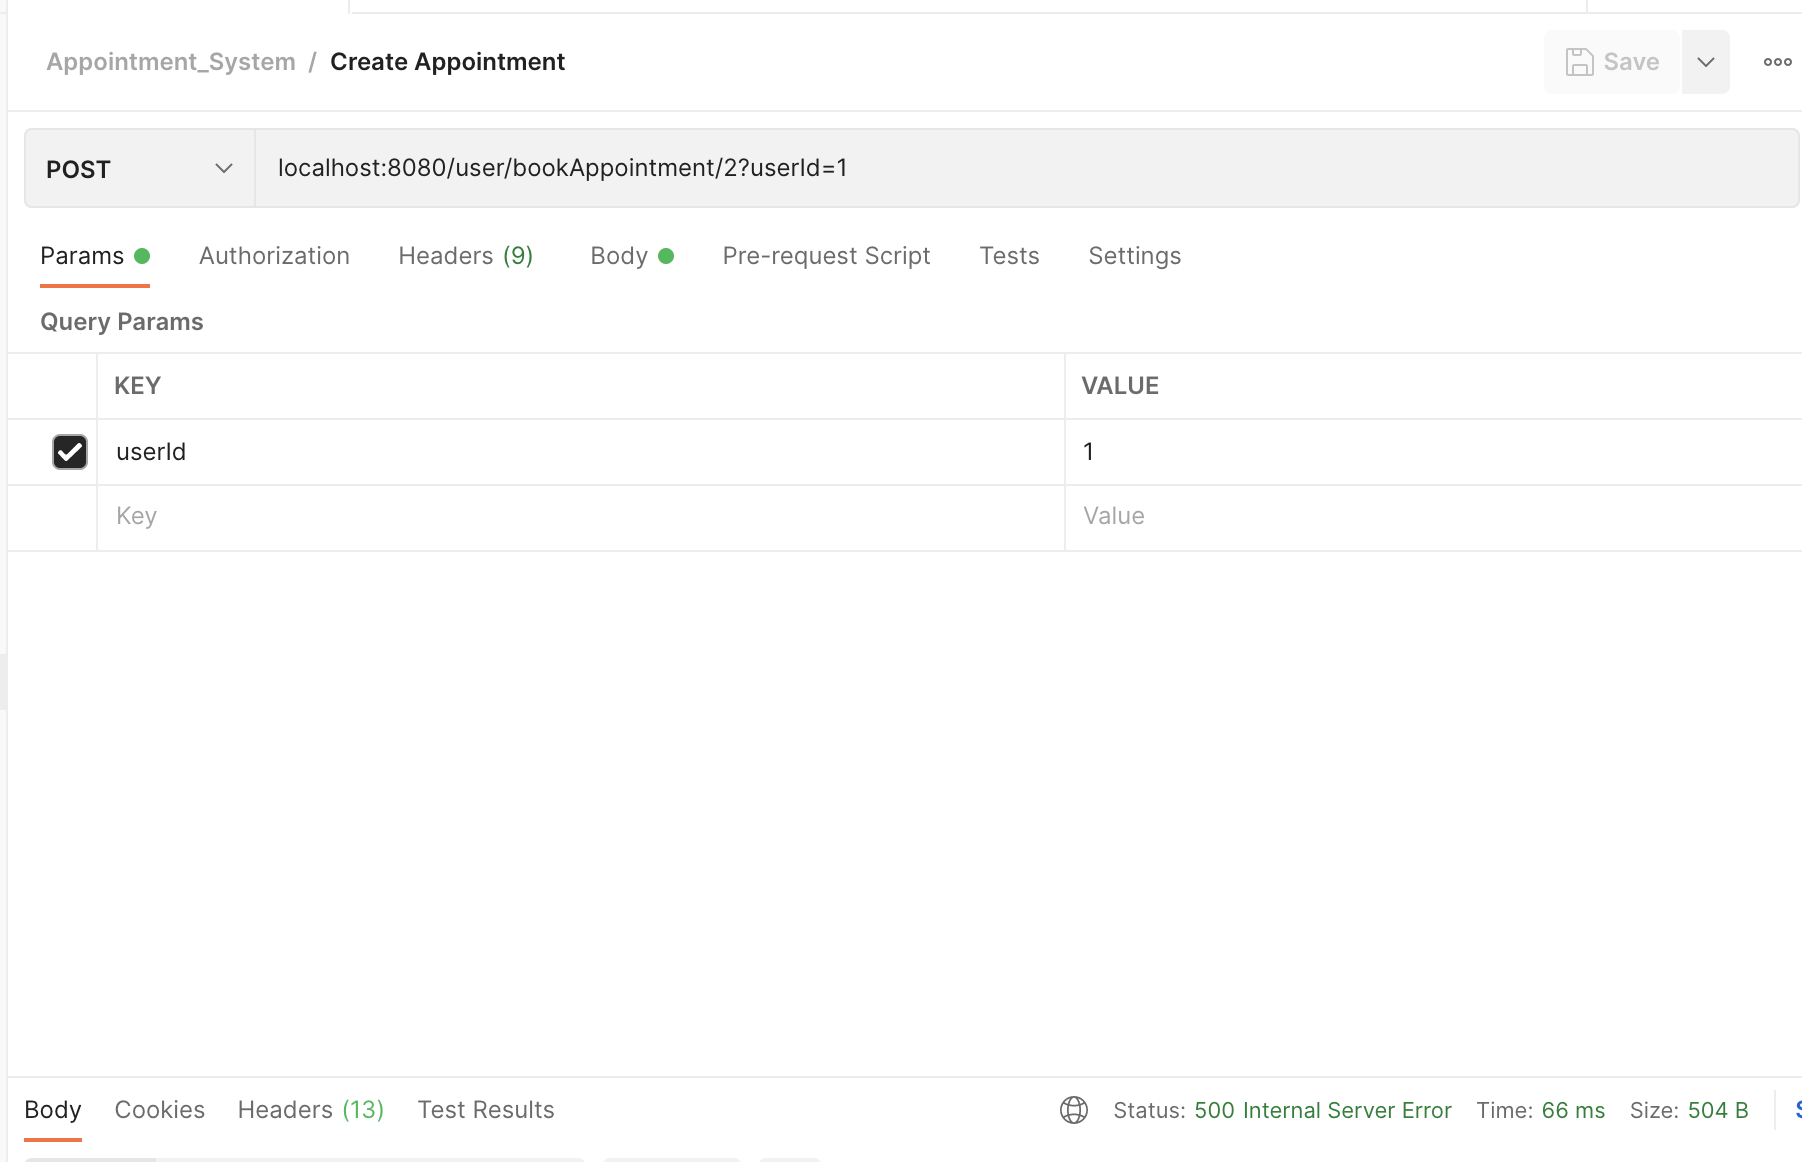 Appointment_System / Create Appointment
Save
POST
localhost:8080/user/bookAppointment/2?userId=1
Params Authorization Headers (9) Body Pre-request Script Tests Settings
Query Params
KEY VALUE
userId 1
Key Value
Body Cookies Headers (13) Test Results Status: 500 Internal Server Error Time: 66 ms Size: 504 B